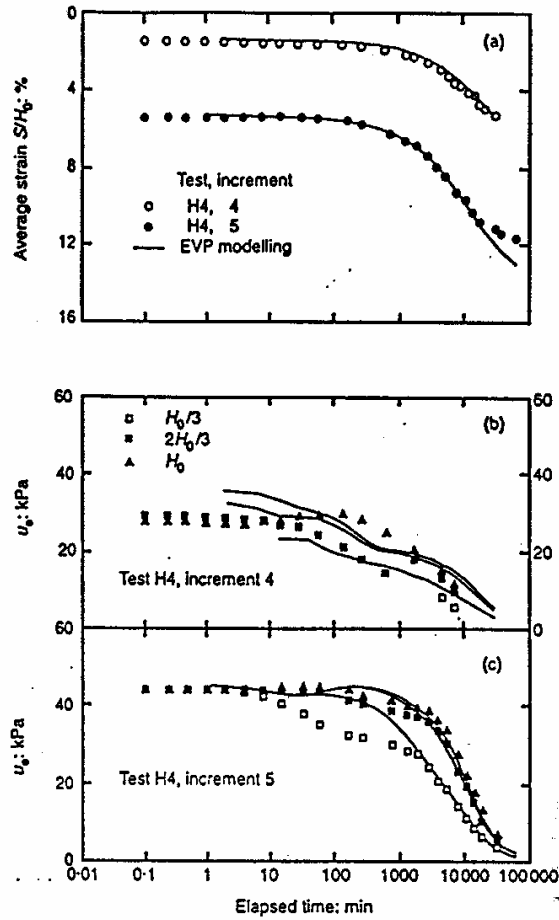 0
4
8
12
16
Average strain S/H₀: %
(a)
Test, increment
H4, 4
H4, 5
EVP modelling
60
40
20
60
uₑ: kPa
H₀/3
2H₀/3
H₀
(b)
60
40
20
0
Test H4, increment 4
40
20
0
uₑ: kPa
(c)
Test H4, increment 5
0·01
0·1
1
10
100
1000
10000
100000
Elapsed time: min